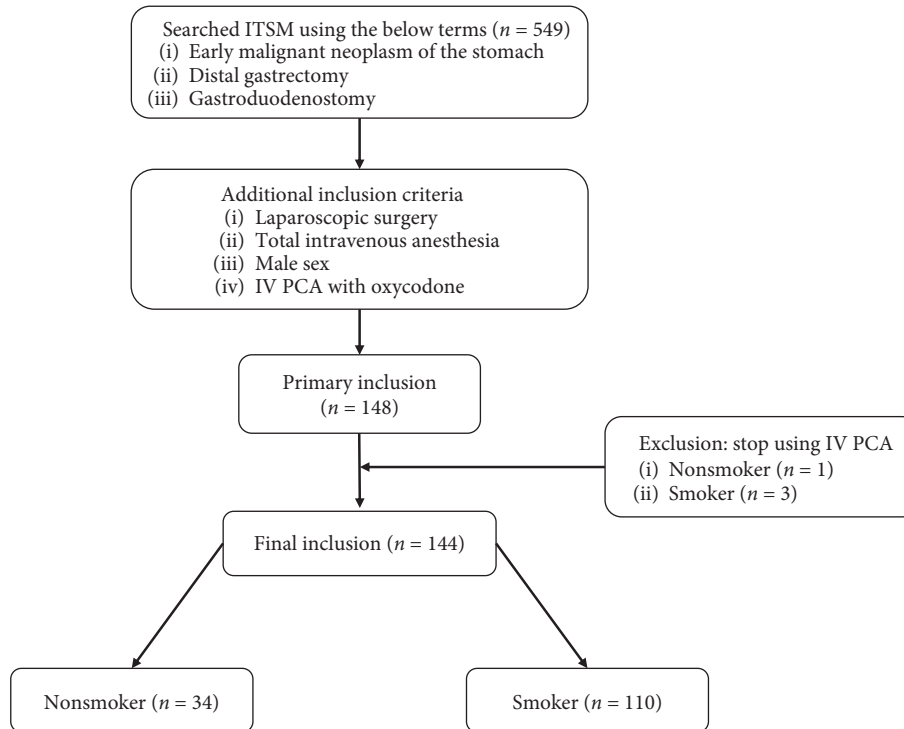 Searched ITSM using the below terms (n = 549)
(i) Early malignant neoplasm of the stomach
(ii) Distal gastrectomy
(iii) Gastroduodenostomy
Additional inclusion criteria
(i) Laparoscopic surgery
(ii) Total intravenous anesthesia
(iii) Male sex
(iv) IV PCA with oxycodone
Primary inclusion
(n = 148)
Exclusion: stop using IV PCA
(i) Nonsmoker (n = 1)
(ii) Smoker (n = 3)
Final inclusion (n = 144)
Nonsmoker (n = 34)
Smoker (n = 110)